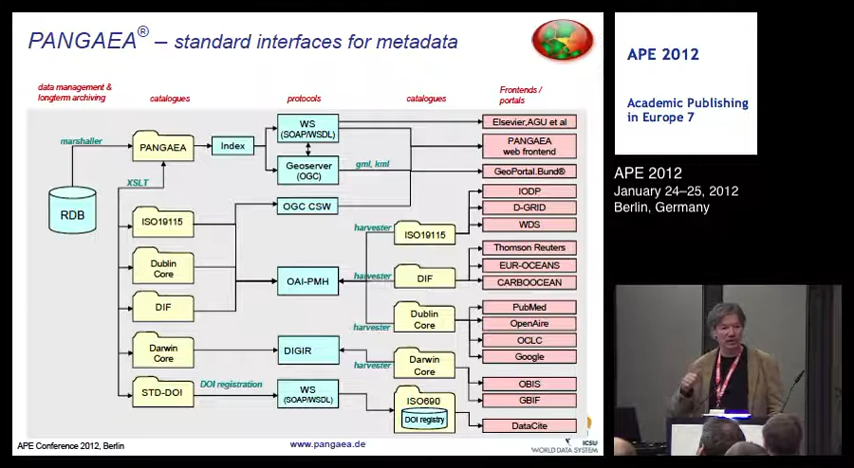 PANGAEA® – standard interfaces for metadata
data management &
longterm archiving
catalogues
protocols
catalogues
Frontends /
portals
marshaller
PANGAEA
Index
WS
(SOAP/WSDL)
Elsevier,AGU et al
PANGAEA
web frontend
Geoserver
(OGC)
gml, kml
GeoPortal.Bund®
XSLT
RDB
OGC CSW
IODP
D-GRID
WDS
ISO19115
harvester
ISO19115
Thomson Reuters
EUR-OCEANS
CARBOOCEAN
Dublin
Core
OAI-PMH
harvester
DIF
DIF
Dublin
Core
harvester
PubMed
OpenAire
OCLC
Google
Darwin
Core
DIGIR
harvester
Darwin
Core
OBIS
GBIF
STD-DOI
DOI registration
WS
(SOAP/WSDL)
ISO690
DOI registry
DataCite
APE Conference 2012, Berlin
www.pangaea.de
ICSU
WORLD DATA SYSTEM
APE 2012
Academic Publishing
in Europe 7
APE 2012
January 24–25, 2012
Berlin, Germany